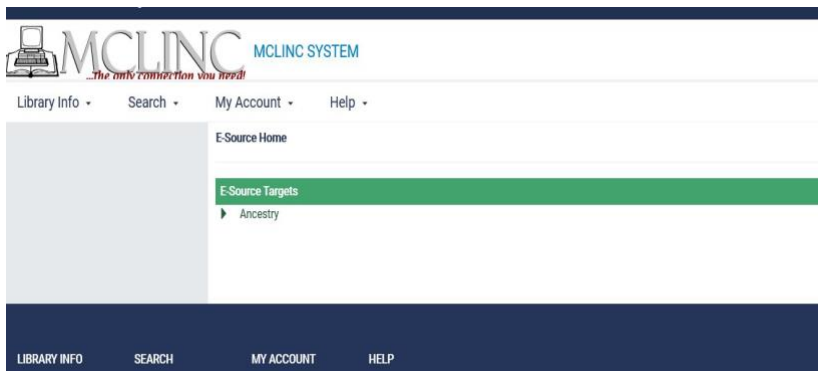 MCLINC
...The only connection you need!
MCLINC SYSTEM
Library Info
Search
My Account
Help
E-Source Home
E-Source Targets
Ancestry
LIBRARY INFO
SEARCH
MY ACCOUNT
HELP